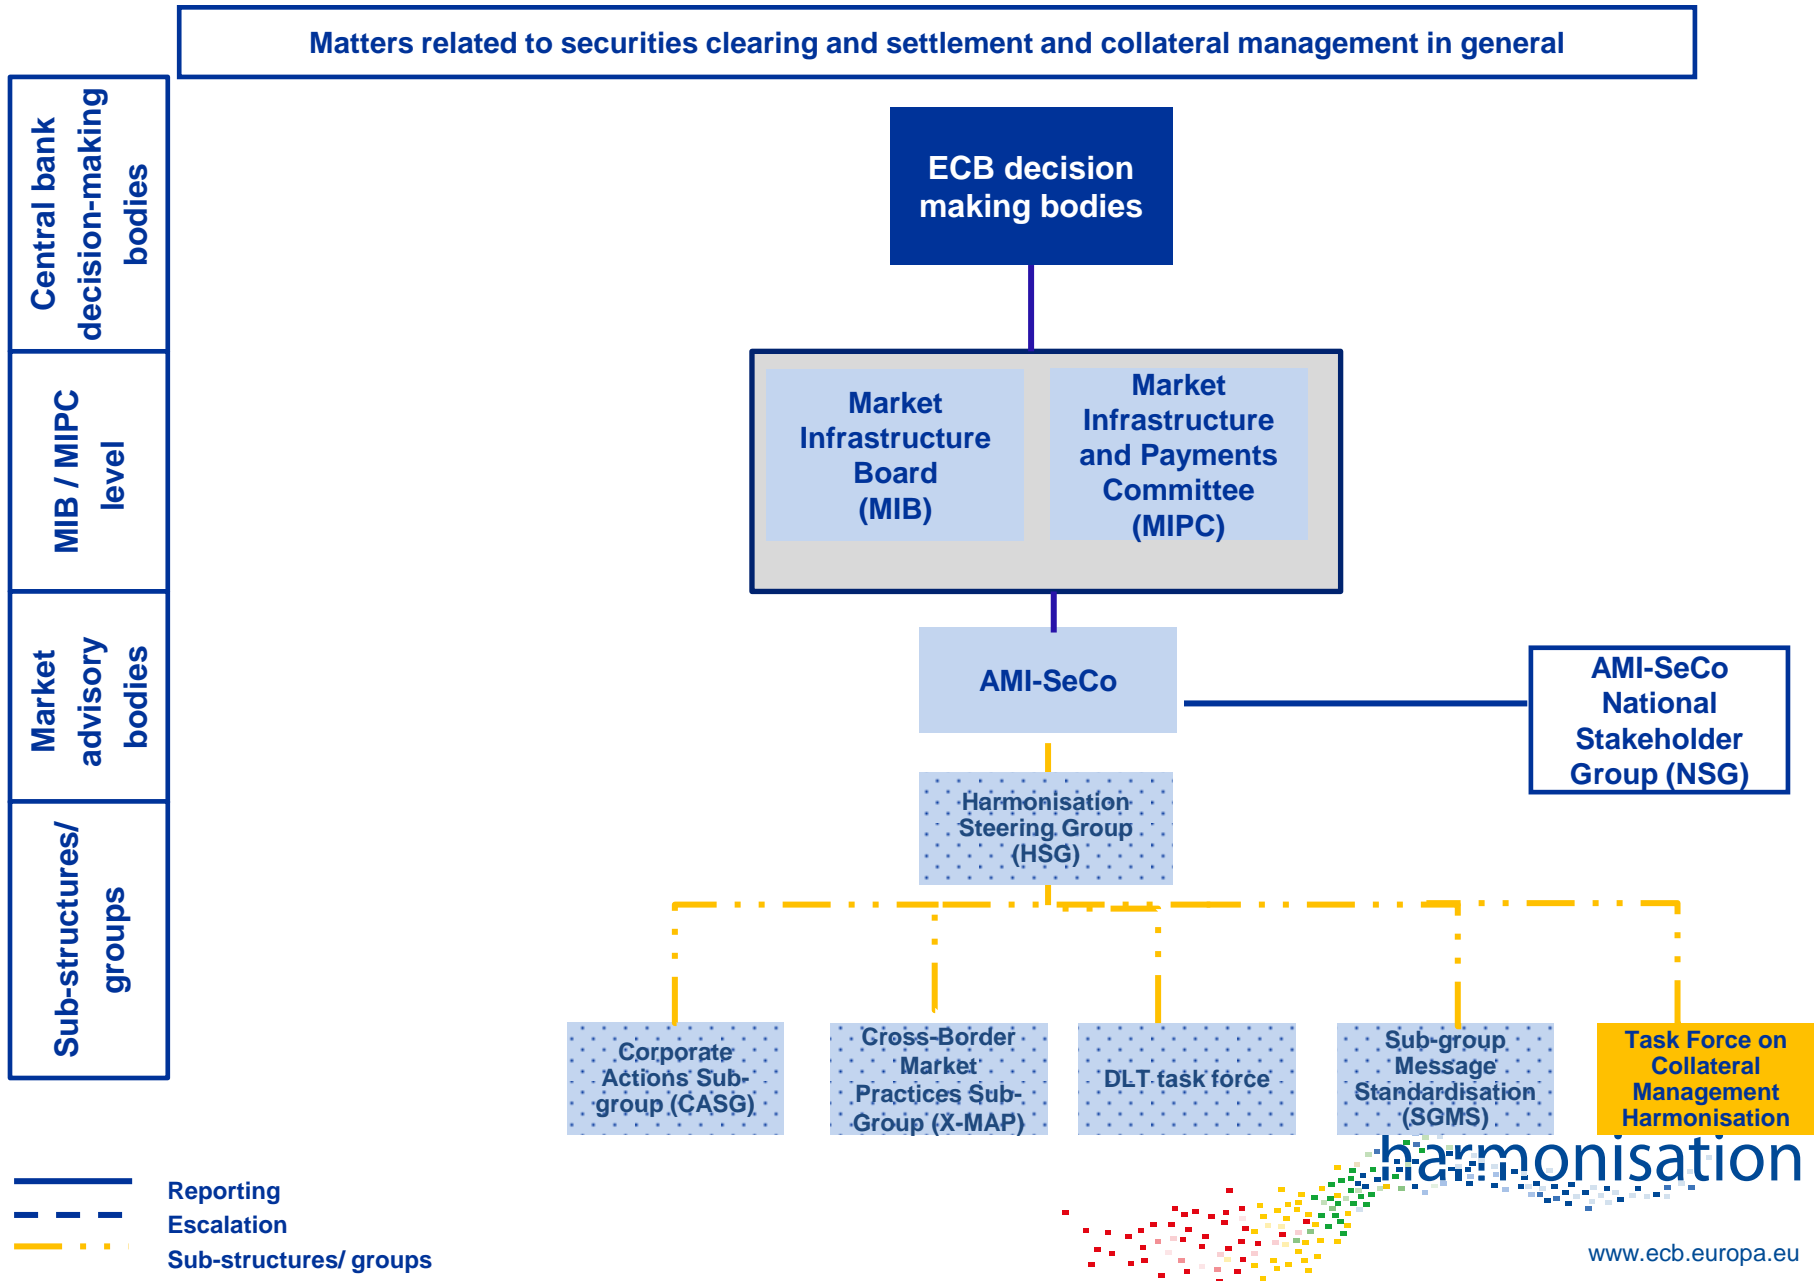 Matters related to securities clearing and settlement and collateral management in general
Central bank
decision-making
bodies
ECB decision
making bodies
MIB / MIPC
level
Market
Infrastructure
Board
(MIB)
Market
Infrastructure
and Payments
Committee
(MIPC)
Market
advisory
bodies
AMI-SeCo
AMI-SeCo
National
Stakeholder
Group (NSG)
Sub-structures/
groups
Harmonisation
Steering Group
(HSG)
Corporate
Actions Sub-
group (CASG)
Cross-Border
Market
Practices Sub-
Group (X-MAP)
DLT task force
Sub-group
Message
Standardisation
(SGMS)
Task Force on
Collateral
Management
Harmonisation
harmonisation
Reporting
Escalation
Sub-structures/ groups
www.ecb.europa.eu